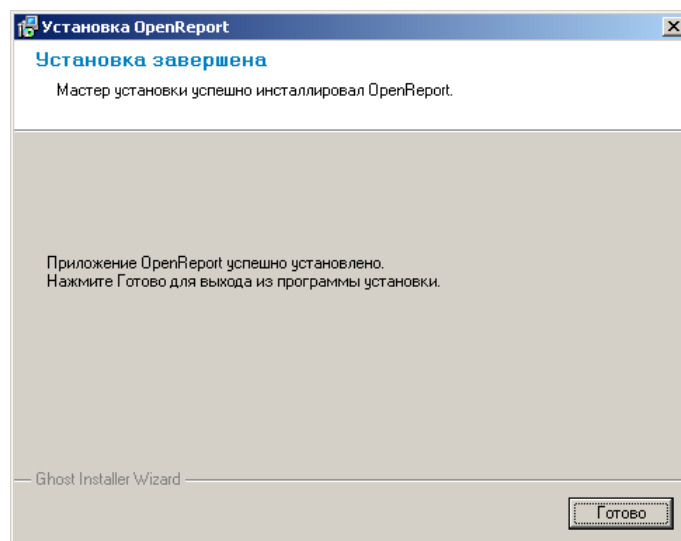 Установка OpenReport
Установка завершена
Мастер установки успешно инсталлировал OpenReport.
Приложение OpenReport успешно установлено.
Нажмите Готово для выхода из программы установки.
Ghost Installer Wizard
Готово